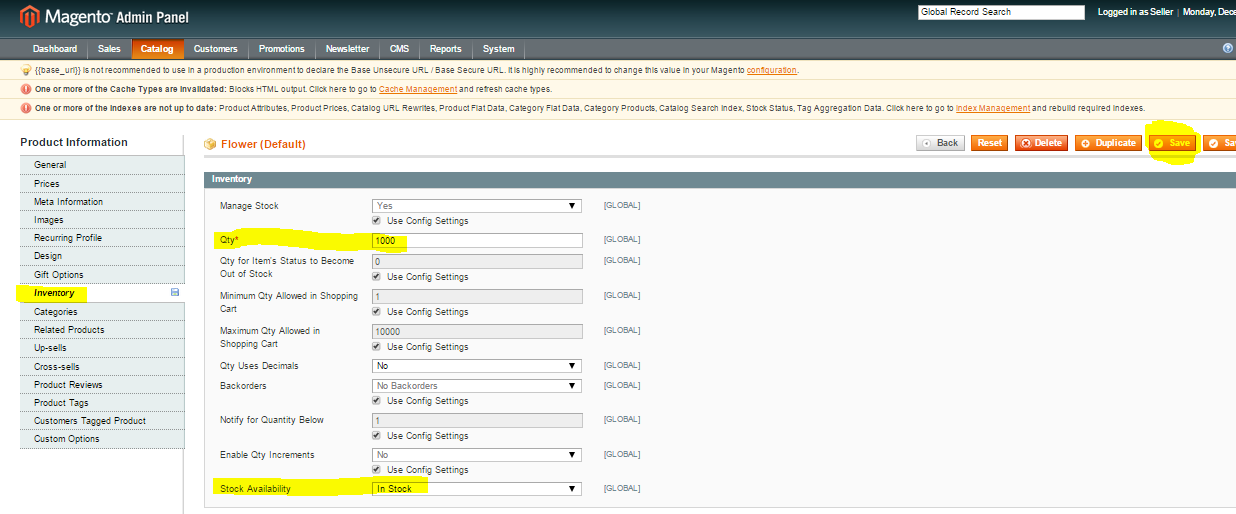 Magento Admin Panel
Global Record Search
Logged in as Seller | Monday, Dece
Dashboard Sales Catalog Customers Promotions Newsletter CMS Reports System
{{base_url}} is not recommended to use in a production environment to declare the Base Unsecure URL / Base Secure URL. It is highly recommended to change this value in your Magento configuration.
One or more of the Cache Types are invalidated: Blocks HTML output. Click here to go to Cache Management and refresh cache types.
One or more of the Indexes are not up to date: Product Attributes, Product Prices, Catalog URL Rewrites, Product Flat Data, Category Flat Data, Category Products, Catalog Search Index, Stock Status, Tag Aggregation Data. Click here to go to Index Management and rebuild required indexes.
Product Information
General
Prices
Meta Information
Images
Recurring Profile
Design
Gift Options
Inventory
Categories
Related Products
Up-sells
Cross-sells
Product Reviews
Product Tags
Customers Tagged Product
Custom Options
Flower (Default)
Back Reset Delete Duplicate Save Sa
Inventory
Manage Stock Yes [GLOBAL]
Use Config Settings
Qty* 1000 [GLOBAL]
Qty for Item's Status to Become 0 [GLOBAL]
Out of Stock Use Config Settings
Minimum Qty Allowed in Shopping 1 [GLOBAL]
Cart Use Config Settings
Maximum Qty Allowed in 10000 [GLOBAL]
Shopping Cart Use Config Settings
Qty Uses Decimals No [GLOBAL]
Backorders No Backorders [GLOBAL]
Use Config Settings
Notify for Quantity Below 1 [GLOBAL]
Use Config Settings
Enable Qty Increments No [GLOBAL]
Use Config Settings
Stock Availability In Stock [GLOBAL]